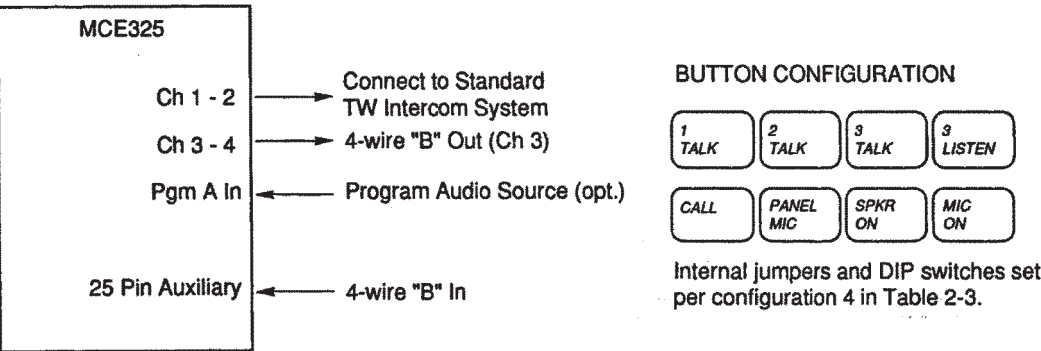 MCE325
Ch 1 - 2
Connect to Standard
TW Intercom System
Ch 3 - 4
4-wire "B" Out (Ch 3)
Pgm A In
Program Audio Source (opt.)
25 Pin Auxiliary
4-wire "B" In
BUTTON CONFIGURATION
1
TALK
2
TALK
3
TALK
3
LISTEN
CALL
PANEL
MIC
SPKR
ON
MIC
ON
Internal jumpers and DIP switches set
per configuration 4 in Table 2-3.